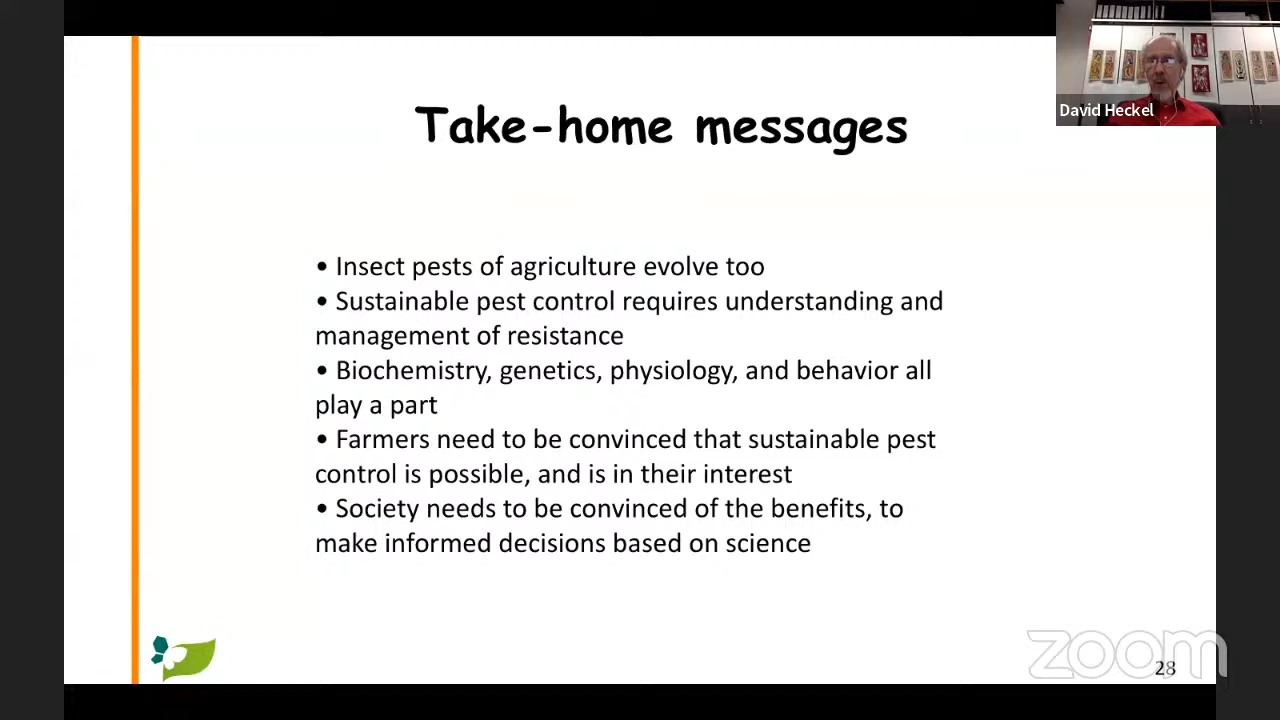 David Heckel
Take-home messages
• Insect pests of agriculture evolve too
• Sustainable pest control requires understanding and
management of resistance
• Biochemistry, genetics, physiology, and behavior all
play a part
• Farmers need to be convinced that sustainable pest
control is possible, and is in their interest
• Society needs to be convinced of the benefits, to
make informed decisions based on science
zoom
28